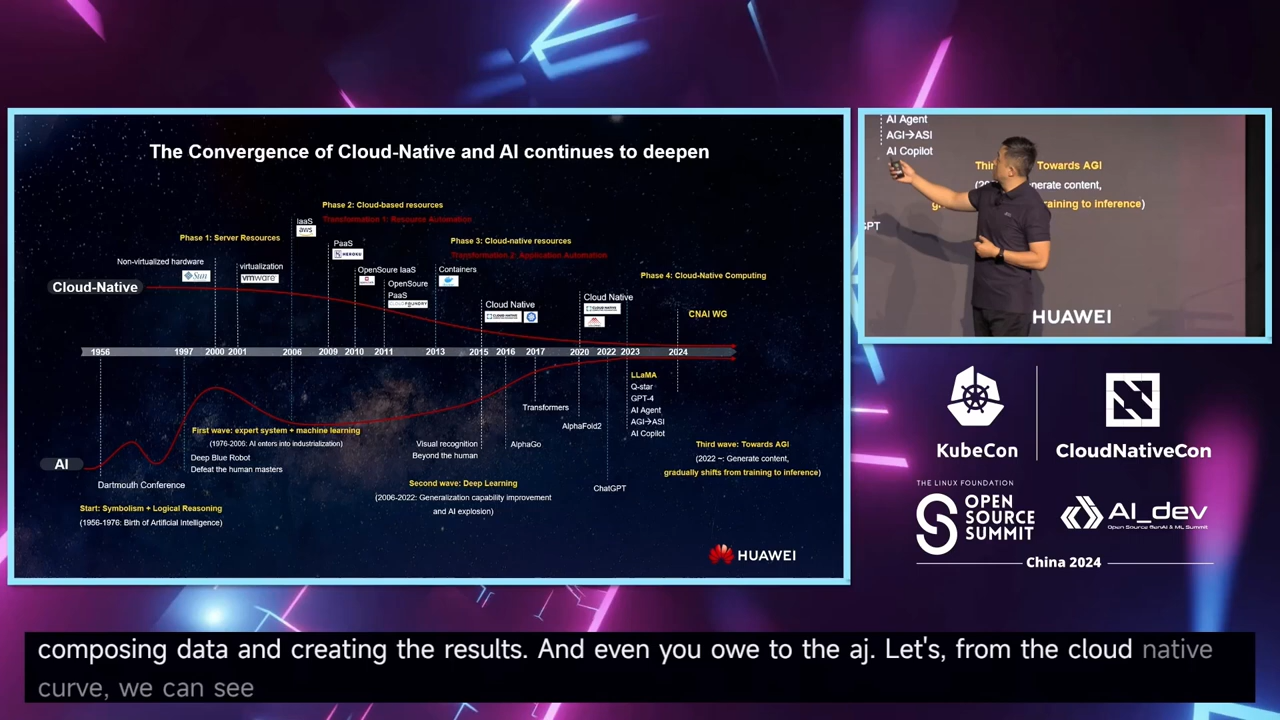 The Convergence of Cloud-Native and AI continues to deepen
Phase 2: Cloud-based resources
IaaS
aws
Transformation 1: Resource Automation
Phase 1: Server Resources
PaaS
HEROKU
Phase 3: Cloud-native resources
Transformation 2: Application Automation
Non-virtualized hardware
Sun
virtualization
vmware
OpenSoure IaaS
OpenSoure
PaaS
CLOUD FOUNDRY
Containers
Phase 4: Cloud-Native Computing
Cloud-Native
Cloud Native
Cloud Native
CNAI WG
1956 1997 2000 2001 2006 2009 2010 2011 2013 2015 2016 2017 2020 2022 2023 2024
LLaMA
Q-star
GPT-4
AI Agent
AGI→ASI
AI Copilot
Transformers
AlphaFold2
First wave: expert system + machine learning
(1976-2006: AI enters into industrialization)
Deep Blue Robot
Defeat the human masters
Visual recognition
Beyond the human
AlphaGo
Third wave: Towards AGI
(2022 ~: Generate content,
gradually shifts from training to inference)
AI
Dartmouth Conference
Second wave: Deep Learning
(2006-2022: Generalization capability improvement
and AI explosion)
ChatGPT
Start: Symbolism + Logical Reasoning
(1956-1976: Birth of Artificial Intelligence)
HUAWEI
AI Agent
AGI→ASI
AI Copilot
Thir Towards AGI
(20 nerate content,
g training to inference)
PT
HUAWEI
KubeCon
CloudNativeCon
THE LINUX FOUNDATION
OPEN
SOURCE
SUMMIT
AI_dev
Open Source GenAI & ML Summit
China 2024
composing data and creating the results. And even you owe to the aj. Let's, from the cloud native
curve, we can see